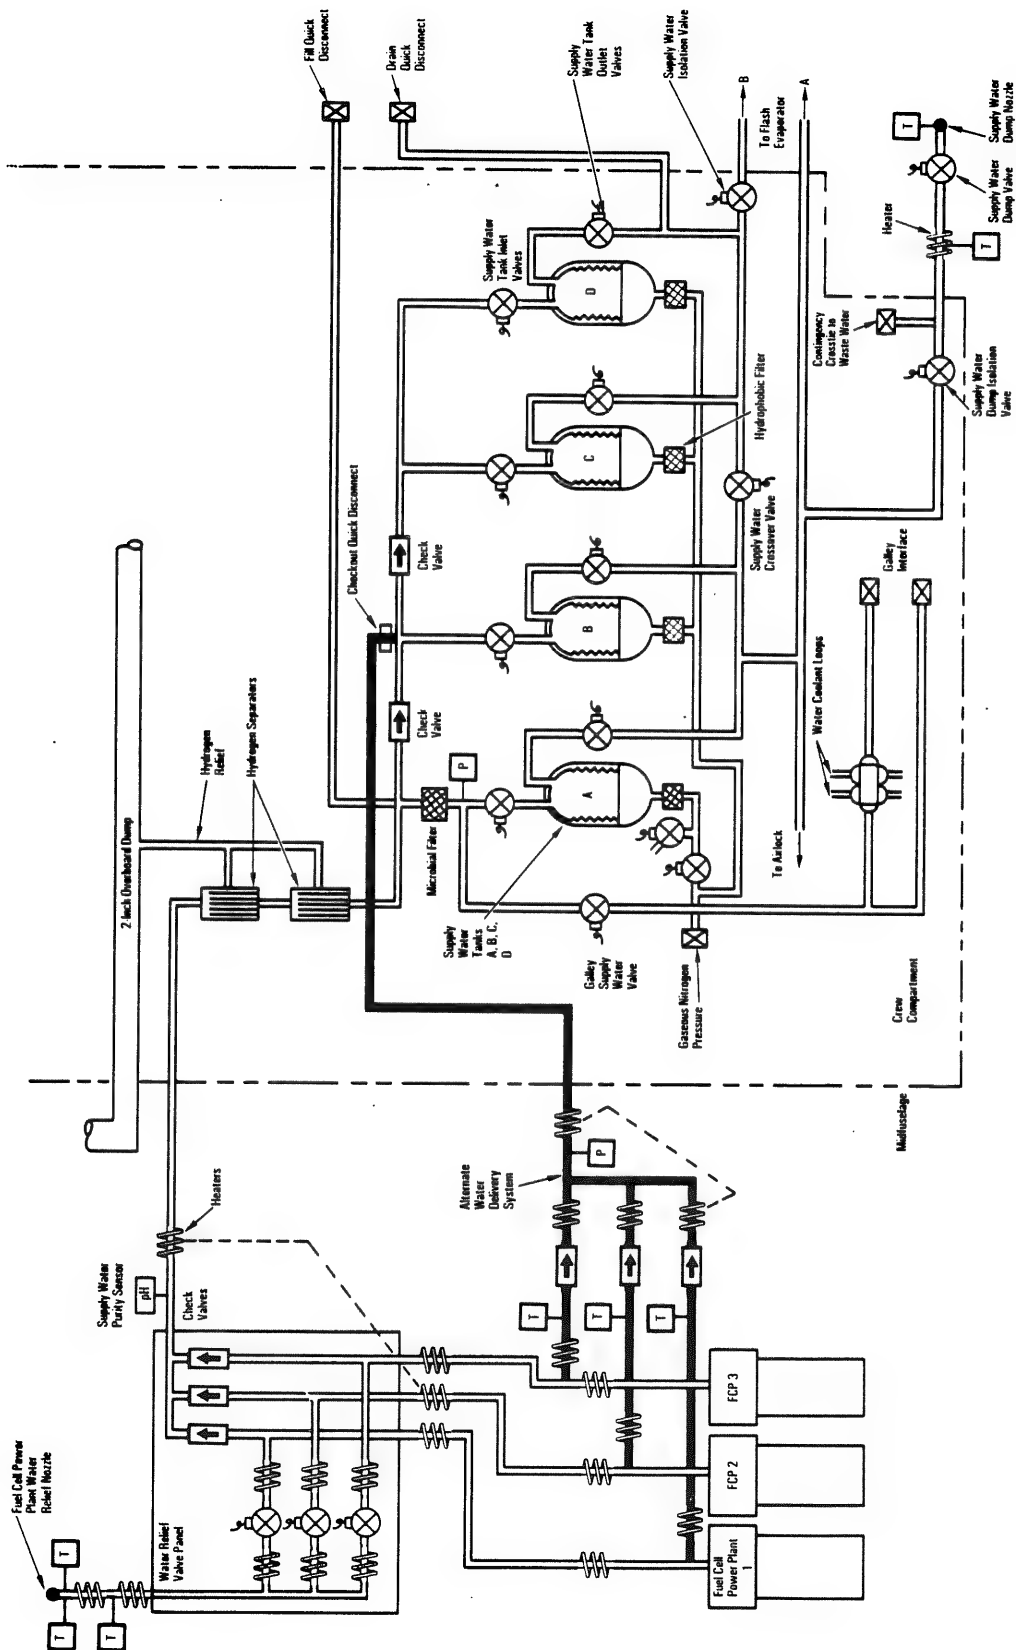 Fuel Cell Power
Plant Water
Relief Nozzle
T
T
T
Water Relief
Valve Panel
Supply Water
Purity Sensor
pH
Check
Valves
Heaters
2-Inch Overboard Dump
Hydrogen
Relief
Hydrogen Separators
Fill Quick
Disconnect
Drain
Quick
Disconnect
Checkout Quick Disconnect
Check
Valve
Check
Valve
Microbial Filter
P
Supply Water
Tank Inlet
Valves
Supply
Water Tank
Outlet
Valves
Supply Water
Isolation Valve
Supply
Water
Tanks
A, B, C,
D
A
B
C
D
Hydrophobic Filter
Galley
Supply
Water
Valve
Gaseous Nitrogen
Pressure
Supply Water
Crossover Valve
B
To Flash
Evaporator
A
To Airlock
Alternate
Water
Delivery
System
P
T
T
T
Fuel Cell
Power Plant
1
FCP 2
FCP 3
Water Coolant Loops
Galley
Interface
Contingency
Crosstie to
Waste Water
Heater
T
T
Supply Water
Dump Isolation
Valve
Supply Water
Dump Valve
Supply Water
Dump Nozzle
Midfuselage
Crew
Compartment